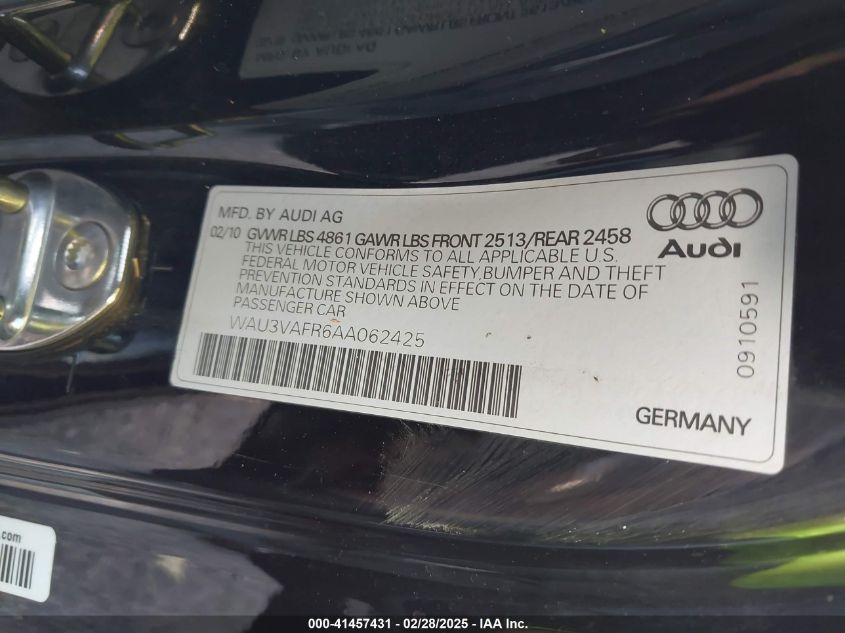 MFD. BY AUDI AG
02/10 GWWR LBS 4861 GAWR LBS FRONT 2513/REAR 2458
THIS VEHICLE CONFORMS TO ALL APPLICABLE U.S.
FEDERAL MOTOR VEHICLE SAFETY, BUMPER AND THEFT
PREVENTION STANDARDS IN EFFECT ON THE DATE OF
MANUFACTURE SHOWN ABOVE
PASSENGER CAR
WAU3VAFR6AA062425
Audi
0910591
GERMANY
.com
000-41457431 - 02/28/2025 - IAA Inc.